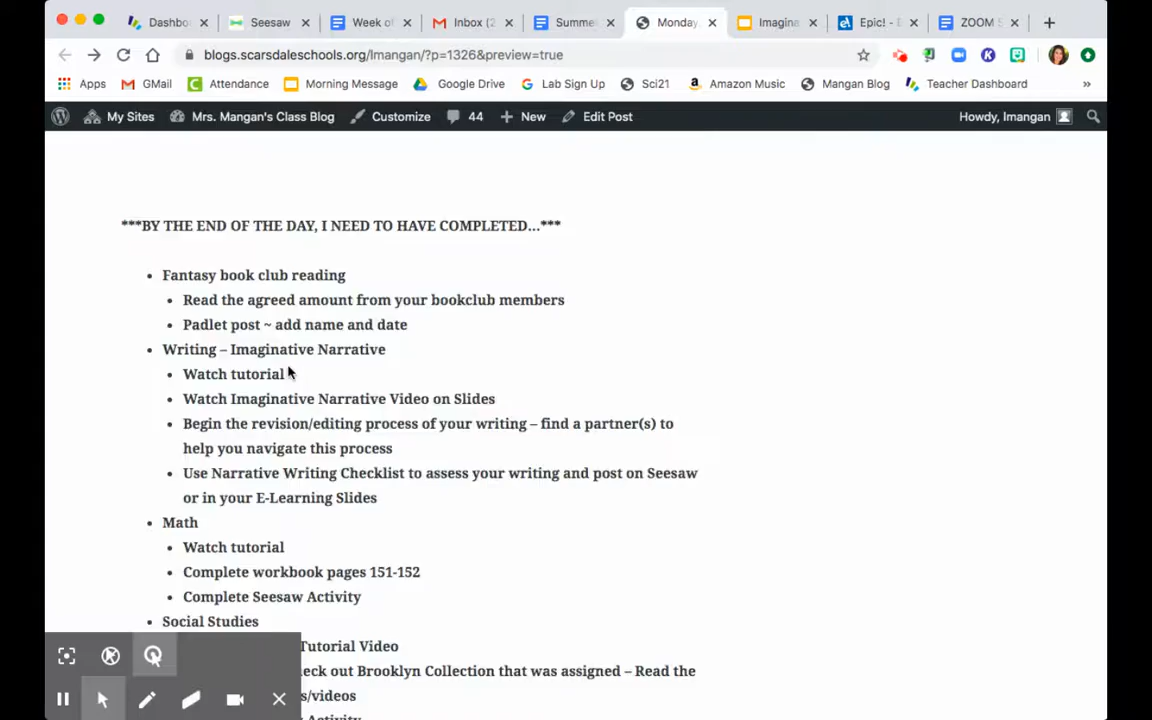 Dashbo
Seesaw
Week of
Inbox (2
Summe
Monday
Imagina
Epic! - E
ZOOM S
blogs.scarsdaleschools.org/lmangan/?p=1326&preview=true
Apps
GMail
Attendance
Morning Message
Google Drive
Lab Sign Up
Sci21
Amazon Music
Mangan Blog
Teacher Dashboard
»
My Sites
Mrs. Mangan's Class Blog
Customize
44
New
Edit Post
Howdy, lmangan
***BY THE END OF THE DAY, I NEED TO HAVE COMPLETED...***
• Fantasy book club reading
• Read the agreed amount from your bookclub members
• Padlet post ~ add name and date
• Writing – Imaginative Narrative
• Watch tutorial
• Watch Imaginative Narrative Video on Slides
• Begin the revision/editing process of your writing – find a partner(s) to
help you navigate this process
• Use Narrative Writing Checklist to assess your writing and post on Seesaw
or in your E-Learning Slides
• Math
• Watch tutorial
• Complete workbook pages 151-152
• Complete Seesaw Activity
• Social Studies
Tutorial Video
eck out Brooklyn Collection that was assigned – Read the
s/videos